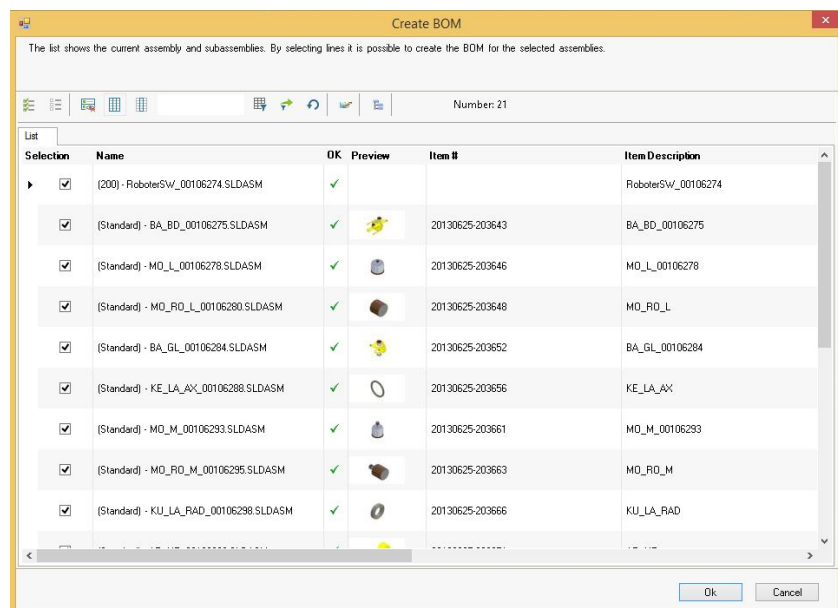 Create BOM
The list shows the current assembly and subassemblies. By selecting lines it is possible to create the BOM for the selected assemblies.
Number: 21
List
Selection Name OK Preview Item # Item Description
(200) - RoboterSW_00106274.SLDASM RoboterSW_00106274
(Standard) - BA_BD_00106275.SLDASM 20130625-203643 BA_BD_00106275
(Standard) - MO_L_00106278.SLDASM 20130625-203646 MO_L_00106278
(Standard) - MO_RO_L_00106280.SLDASM 20130625-203648 MO_RO_L
(Standard) - BA_GL_00106284.SLDASM 20130625-203652 BA_GL_00106284
(Standard) - KE_LA_AX_00106288.SLDASM 20130625-203656 KE_LA_AX
(Standard) - MO_M_00106293.SLDASM 20130625-203661 MO_M_00106293
(Standard) - MO_RO_M_00106295.SLDASM 20130625-203663 MO_RO_M
(Standard) - KU_LA_RAD_00106298.SLDASM 20130625-203666 KU_LA_RAD
Ok Cancel